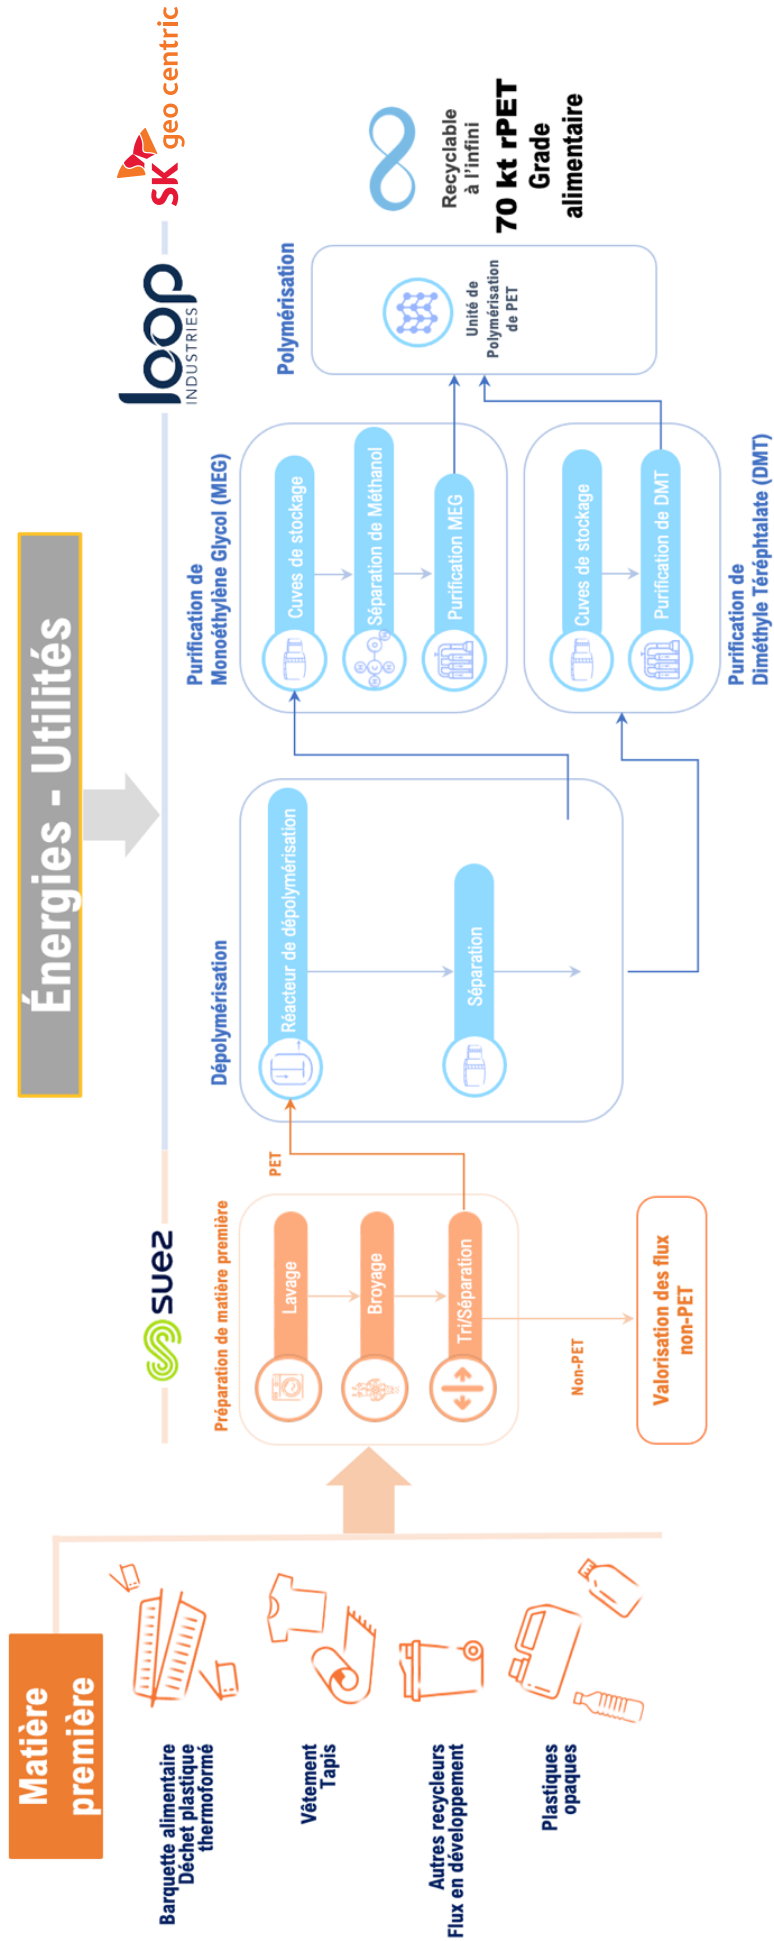 Matière
première
Énergies - Utilités
suez
loop
INDUSTRIES
SK geo centric
Barquette alimentaire
Déchet plastique
thermoformé
Vêtement
Tapis
Autres recycleurs
Flux en développement
Plastiques
opaques
Préparation de matière première
Lavage
Broyage
Tri/Séparation
PET
Non-PET
Valorisation des flux
non-PET
Dépolymérisation
Réacteur de dépolymérisation
Séparation
Purification de
Monoéthylène Glycol (MEG)
Cuves de stockage
Séparation de Méthanol
Purification MEG
Cuves de stockage
Purification de DMT
Purification de
Diméthyle Téréphtalate (DMT)
Polymérisation
Unité de
Polymérisation
de PET
Recyclable
à l'infini
70 kt rPET
Grade
alimentaire